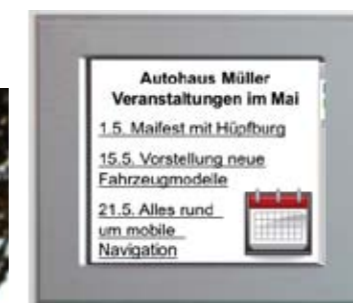 Autohaus Müller
Veranstaltungen im Mai
1.5. Maifest mit Hüpfburg
15.5. Vorstellung neue
Fahrzeugmodelle
21.5. Alles rund
um mobile
Navigation